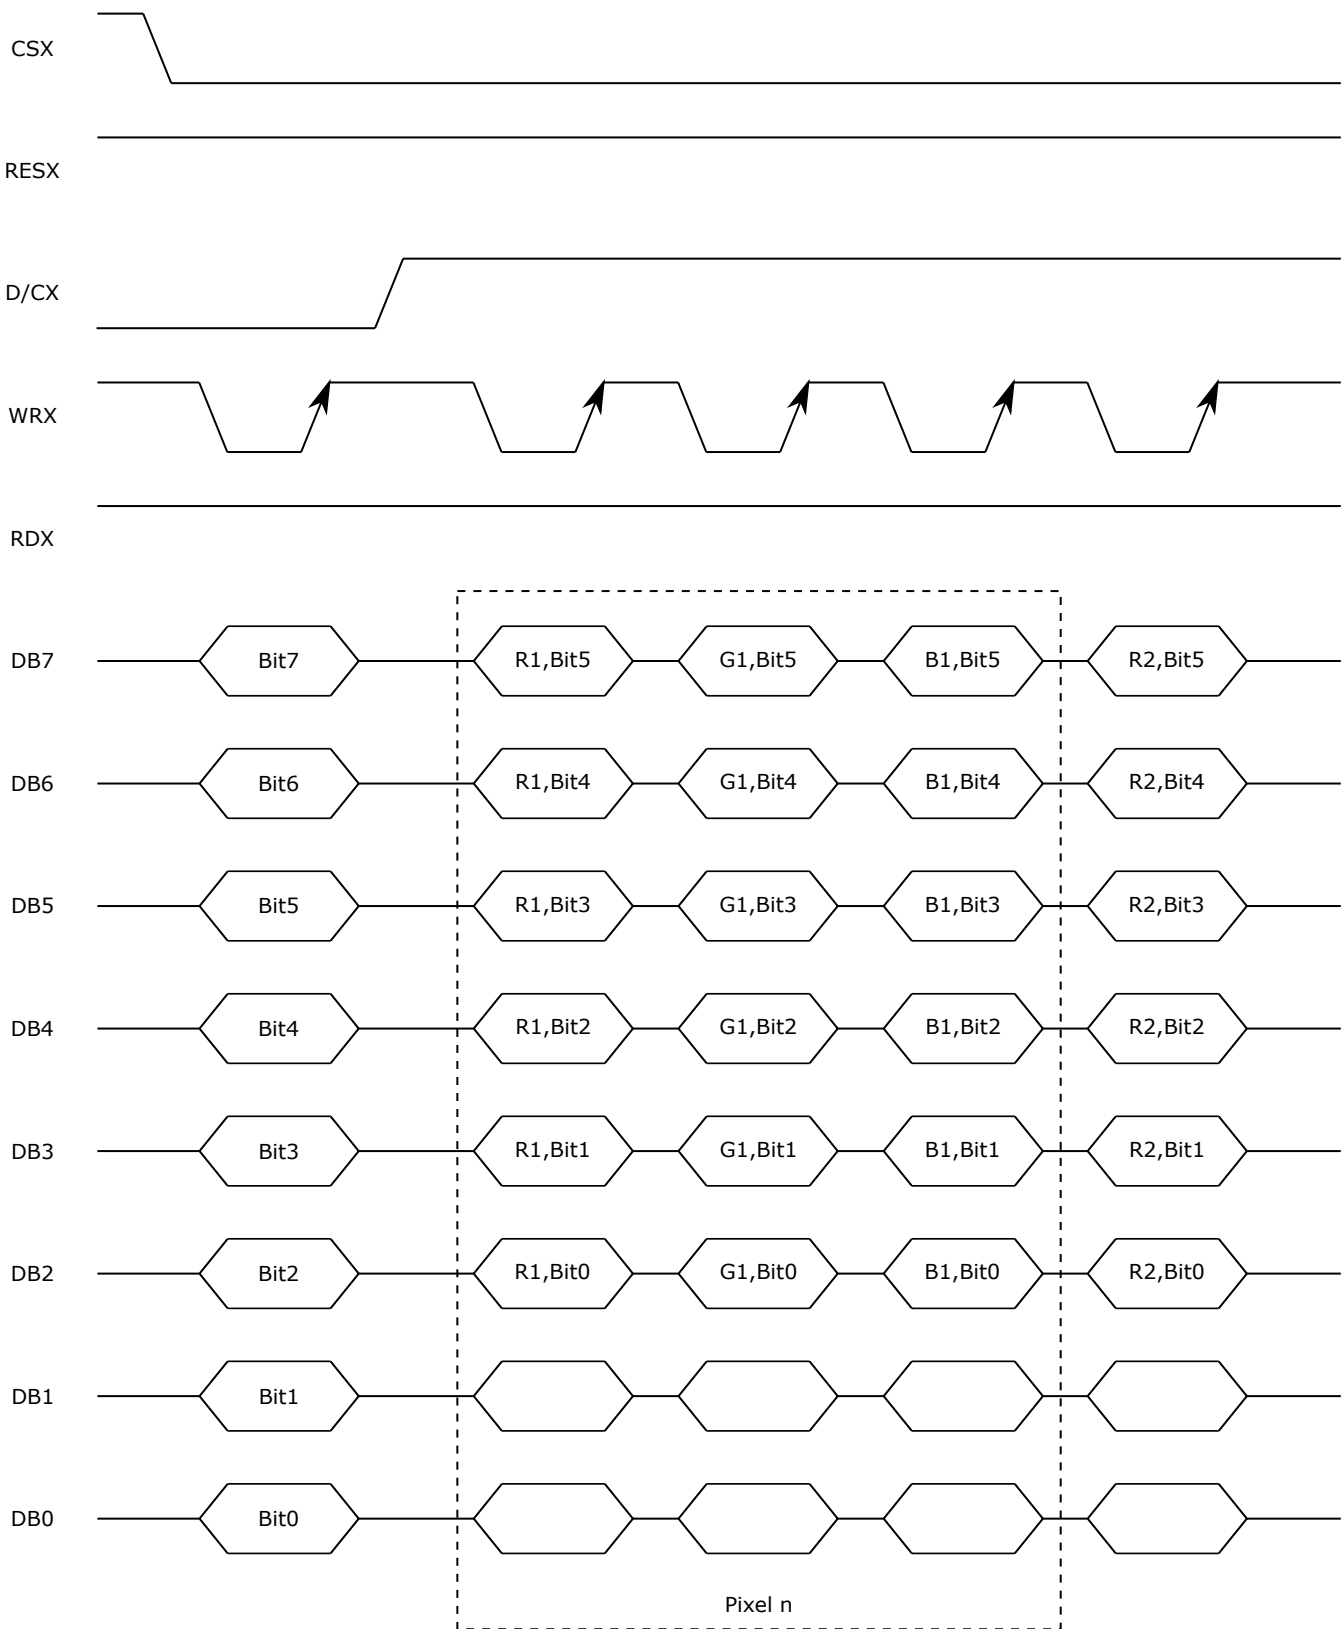 CSX
RESX
D/CX
WRX
RDX
DB7 Bit7 R1,Bit5 G1,Bit5 B1,Bit5 R2,Bit5
DB6 Bit6 R1,Bit4 G1,Bit4 B1,Bit4 R2,Bit4
DB5 Bit5 R1,Bit3 G1,Bit3 B1,Bit3 R2,Bit3
DB4 Bit4 R1,Bit2 G1,Bit2 B1,Bit2 R2,Bit2
DB3 Bit3 R1,Bit1 G1,Bit1 B1,Bit1 R2,Bit1
DB2 Bit2 R1,Bit0 G1,Bit0 B1,Bit0 R2,Bit0
DB1 Bit1
DB0 Bit0
Pixel n